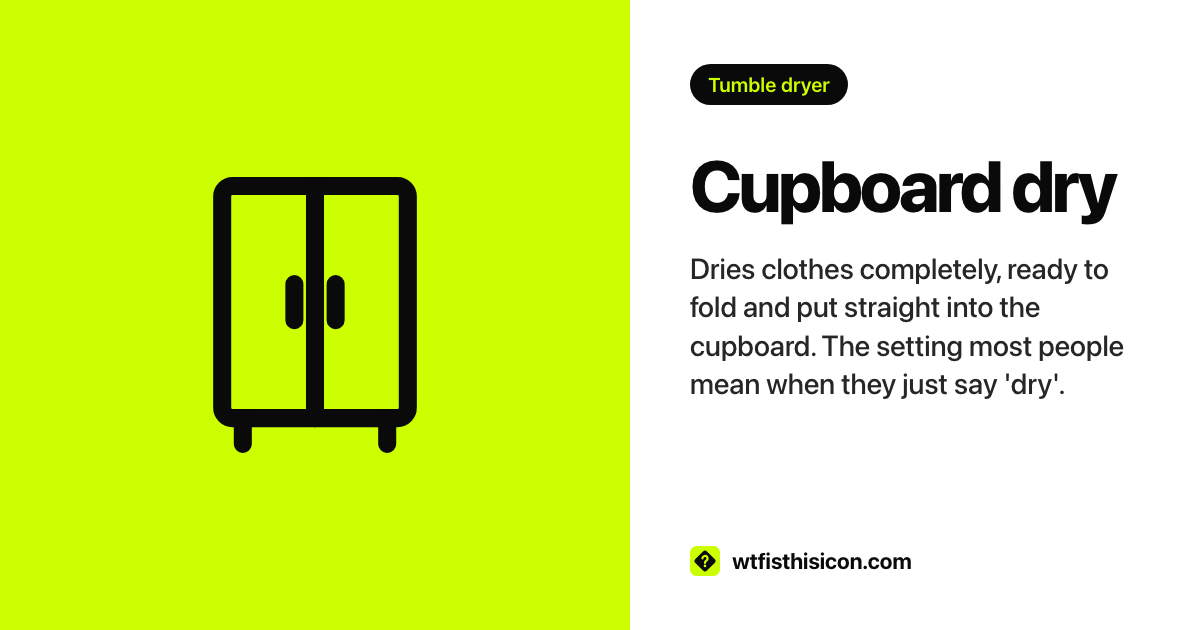 Tumble dryer
Cupboard dry
Dries clothes completely, ready to
fold and put straight into the
cupboard. The setting most people
mean when they just say 'dry'.
?
wtfisthisicon.com